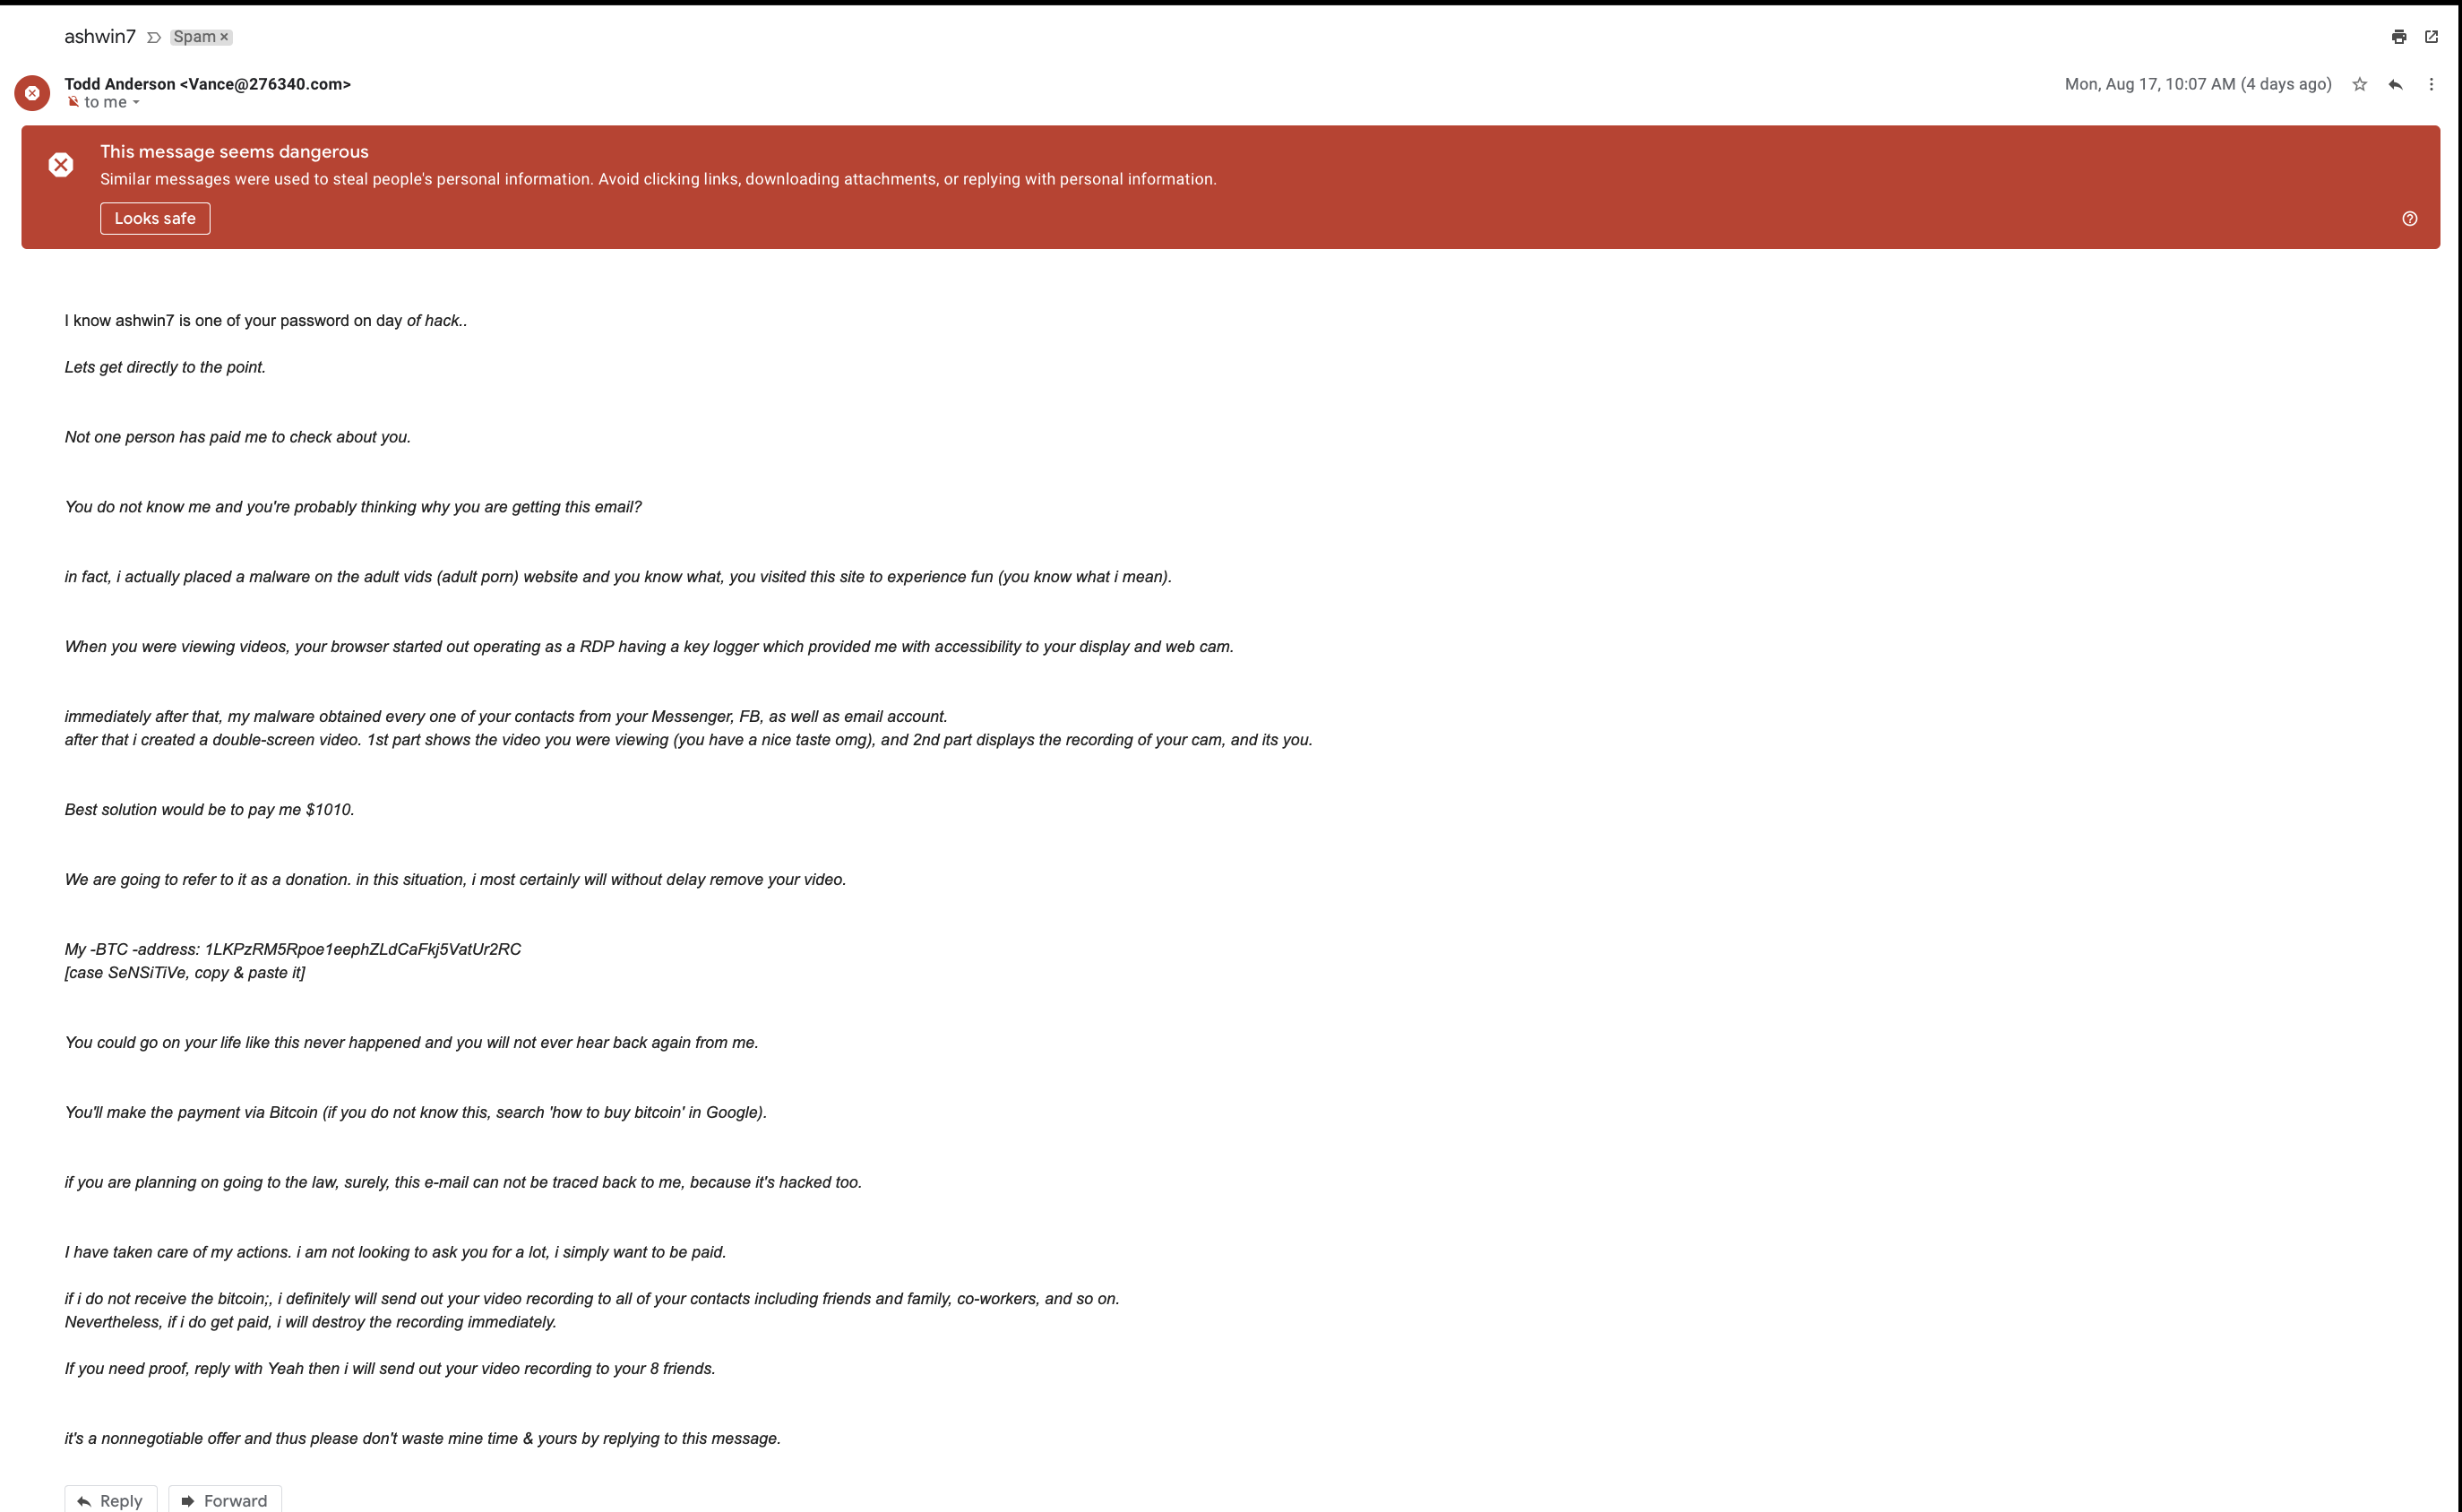 ashwin7 Spam ×
Todd Anderson <Vance@276340.com> Mon, Aug 17, 10:07 AM (4 days ago)
to me
This message seems dangerous
Similar messages were used to steal people's personal information. Avoid clicking links, downloading attachments, or replying with personal information.
Looks safe
I know ashwin7 is one of your password on day of hack..
Lets get directly to the point.
Not one person has paid me to check about you.
You do not know me and you're probably thinking why you are getting this email?
in fact, i actually placed a malware on the adult vids (adult porn) website and you know what, you visited this site to experience fun (you know what i mean).
When you were viewing videos, your browser started out operating as a RDP having a key logger which provided me with accessibility to your display and web cam.
immediately after that, my malware obtained every one of your contacts from your Messenger, FB, as well as email account.
after that i created a double-screen video. 1st part shows the video you were viewing (you have a nice taste omg), and 2nd part displays the recording of your cam, and its you.
Best solution would be to pay me $1010.
We are going to refer to it as a donation. in this situation, i most certainly will without delay remove your video.
My -BTC -address: 1LKPzRM5Rpoe1eephZLdCaFkj5VatUr2RC
[case SeNSiTiVe, copy & paste it]
You could go on your life like this never happened and you will not ever hear back again from me.
You'll make the payment via Bitcoin (if you do not know this, search 'how to buy bitcoin' in Google).
if you are planning on going to the law, surely, this e-mail can not be traced back to me, because it's hacked too.
I have taken care of my actions. i am not looking to ask you for a lot, i simply want to be paid.
if i do not receive the bitcoin;, i definitely will send out your video recording to all of your contacts including friends and family, co-workers, and so on.
Nevertheless, if i do get paid, i will destroy the recording immediately.
If you need proof, reply with Yeah then i will send out your video recording to your 8 friends.
it's a nonnegotiable offer and thus please don't waste mine time & yours by replying to this message.
Reply Forward